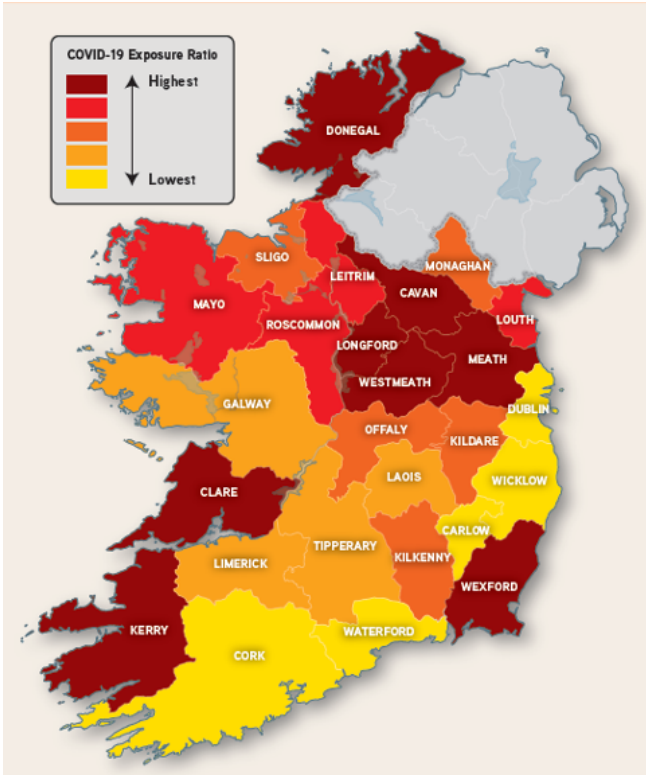 COVID-19 Exposure Ratio
Highest
Lowest
DONEGAL
SLIGO
LEITRIM
MONAGHAN
CAVAN
MAYO
ROSCOMMON
LOUTH
LONGFORD
MEATH
WESTMEATH
GALWAY
DUBLIN
OFFALY
KILDARE
LAOIS
WICKLOW
CLARE
CARLOW
TIPPERARY
KILKENNY
LIMERICK
WEXFORD
KERRY
WATERFORD
CORK